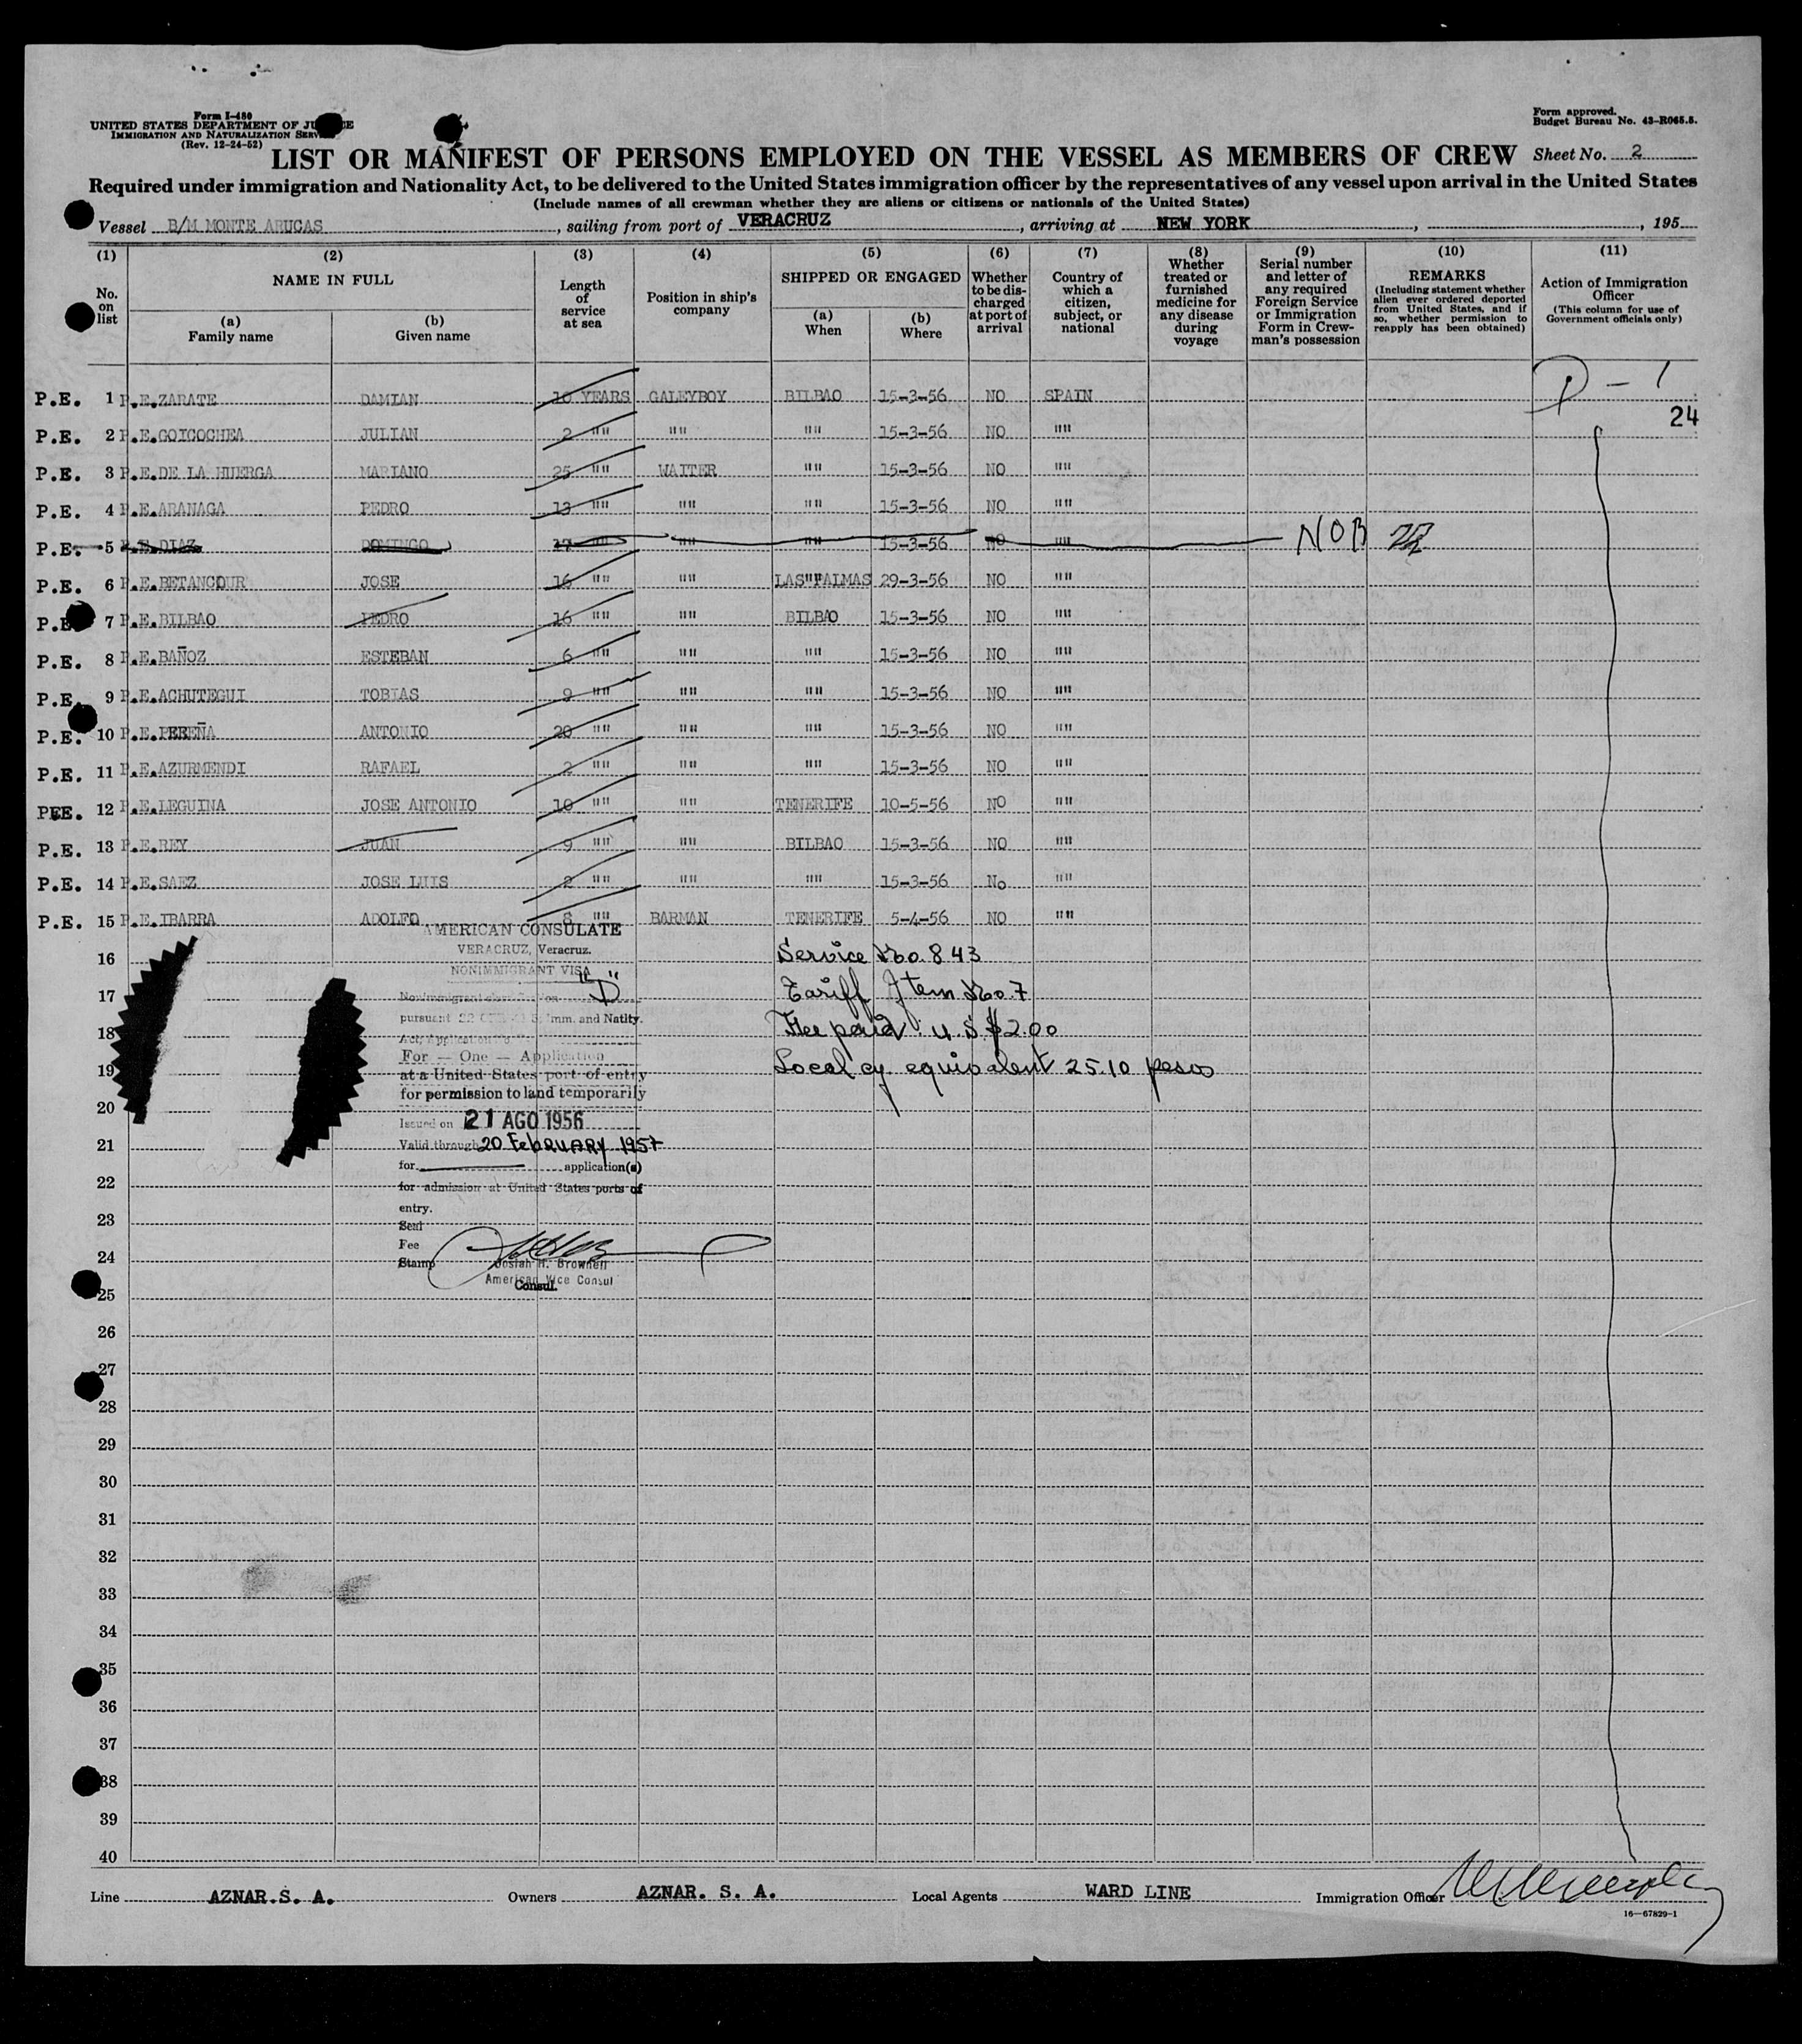 Form I-480
UNITED STATES DEPARTMENT OF JUSTICE
IMMIGRATION AND NATURALIZATION SERVICE
(Rev. 12-24-52)
Form approved.
Budget Bureau No. 43-R065.5.
LIST OR MANIFEST OF PERSONS EMPLOYED ON THE VESSEL AS MEMBERS OF CREW Sheet No. 2
Required under immigration and Nationality Act, to be delivered to the United States immigration officer by the representatives of any vessel upon arrival in the United States
(Include names of all crewman whether they are aliens or citizens or nationals of the United States)
Vessel B/M MONTE ARUCAS, sailing from port of VERACRUZ, arriving at NEW YORK, , 195
(1) (2) (3) (4) (5) (6) (7) (8) (9) (10) (11)
No. on list
NAME IN FULL
(a) Family name
(b) Given name
Length of service at sea
Position in ship's company
SHIPPED OR ENGAGED
(a) When
(b) Where
Whether to be discharged at port of arrival
Country of which a citizen, subject, or national
Whether treated or furnished medicine for any disease during voyage
Serial number and letter of any required Foreign Service or Immigration Form in Crewman's possession
REMARKS
(Including statement whether alien ever ordered deported from United States, and if so, whether permission to reapply has been obtained)
Action of Immigration Officer
(This column for use of Government officials only)
D - 1
24
P.E. 1 P.E.ZARATE DAMIAN 10 YEARS GALEYBOY BILBAO 15-3-56 NO SPAIN
P.E. 2 P.E.GOICOCHEA JULIAN 2 "" "" "" 15-3-56 NO ""
P.E. 3 P.E.DE LA HUERGA MARIANO 25 "" WAITER "" 15-3-56 NO ""
P.E. 4 P.E.ARANAGA PEDRO 13 "" "" "" 15-3-56 NO ""
P.E. 5 P.E.DIAZ DOMINGO 17 "" "" "" 15-3-56 NO "" NOB
P.E. 6 P.E.BETANCOUR JOSE 16 "" "" LAS PALMAS 29-3-56 NO ""
P.E. 7 P.E.BILBAO PEDRO 16 "" "" BILBAO 15-3-56 NO ""
P.E. 8 P.E.BAÑOZ ESTEBAN 6 "" "" "" 15-3-56 NO ""
P.E. 9 P.E.ACHUTEGUI TOBIAS 9 "" "" "" 15-3-56 NO ""
P.E. 10 P.E.PEREÑA ANTONIO 20 "" "" "" 15-3-56 NO ""
P.E. 11 P.E.AZURMENDI RAFAEL 2 "" "" "" 15-3-56 NO ""
PEE. 12 P.E.LEGUINA JOSE ANTONIO 10 "" "" TENERIFE 10-5-56 NO ""
P.E. 13 P.E.REY JUAN 9 "" "" BILBAO 15-3-56 NO ""
P.E. 14 P.E.SAEZ JOSE LUIS 2 "" "" "" 15-3-56 No ""
P.E. 15 P.E.IBARRA ADOLFO 8 "" BARMAN TENERIFE 5-4-56 NO ""
AMERICAN CONSULATE
VERACRUZ, Veracruz.
16 Service No. 843
NONIMMIGRANT VISA
17 "D" Tariff Item No. 7
pursuant Imm. and Natlty.
18 Fee paid U.S. $2.00
For — One — Application
19 at a United States port of entry Local cy equivalent 25.10 pesos
for permission to land temporarily
20
Issued on 21 AGO 1956
21 Valid through 20 February 1957
for application(s)
22 for admission at United States ports of
entry.
23 Seal
Fee
24 Stamp Josiah H. Brownell
American Vice Consul
Consul.
25
26
27
28
29
30
31
32
33
34
35
36
37
38
39
40
Line AZNAR.S. A. Owners AZNAR. S. A. Local Agents WARD LINE Immigration Officer
16—67829-1